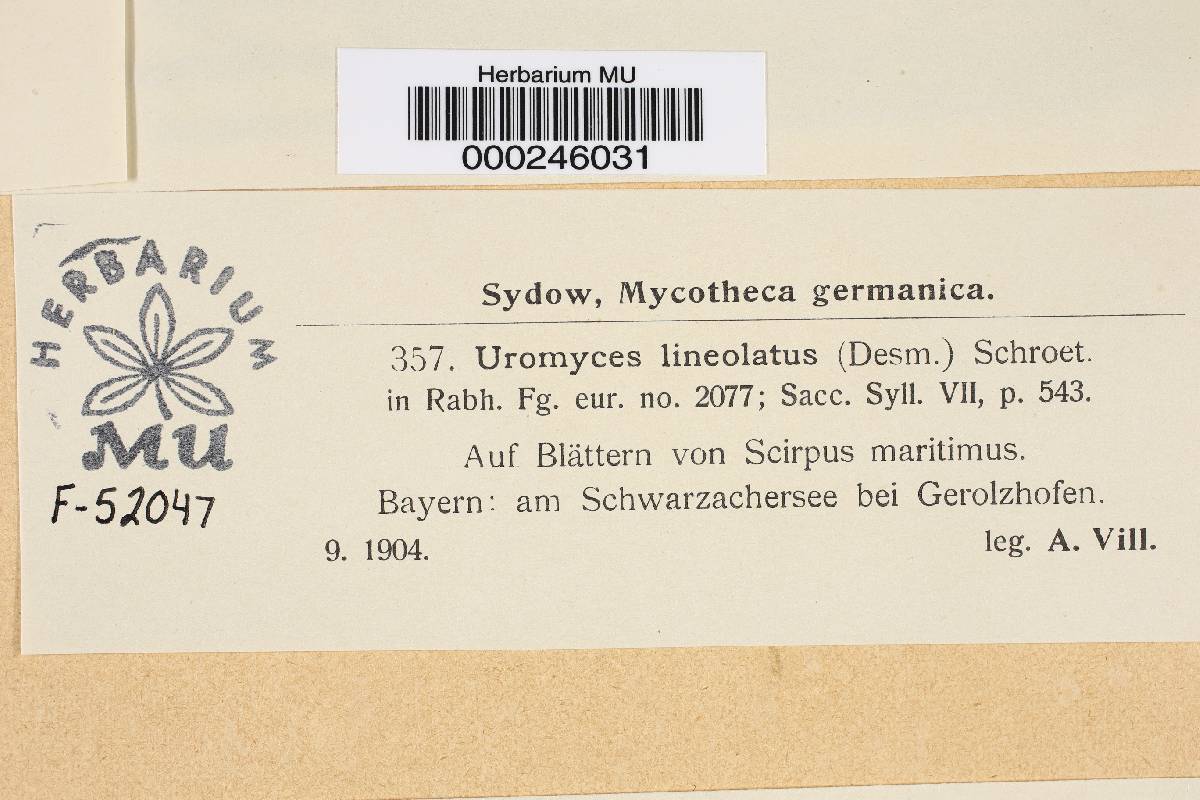 Herbarium MU
000246031
HERBARIUM
MU
F-52047
Sydow, Mycotheca germanica.
357. Uromyces lineolatus (Desm.) Schroet.
in Rabh. Fg. eur. no. 2077; Sacc. Syll. VII, p. 543.
Auf Blättern von Scirpus maritimus.
Bayern: am Schwarzachersee bei Gerolzhofen.
9. 1904. leg. A. Vill.